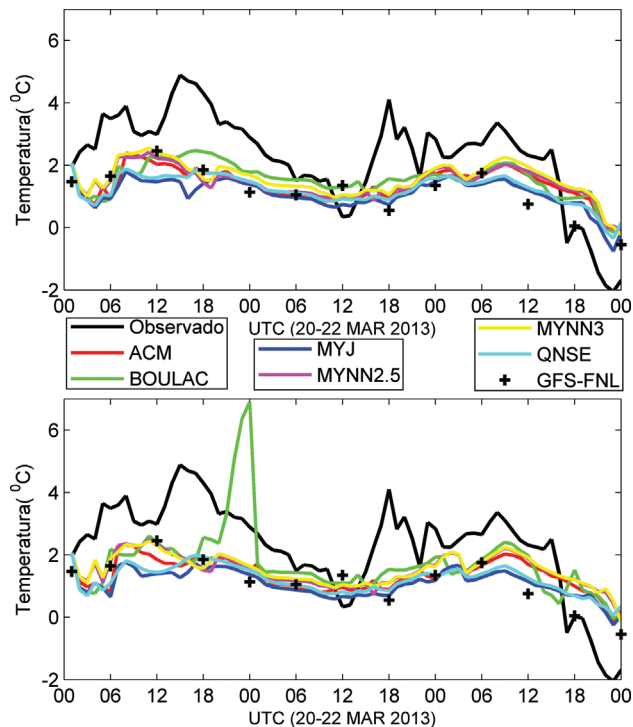 Temperatura( ⁰C)
6
4
2
0
-2
00 06 12 18 00 06 12 18 00 06 12 18 00
UTC (20-22 MAR 2013)
Observado
ACM
BOULAC
MYJ
MYNN2.5
MYNN3
QNSE
GFS-FNL
Temperatura( ⁰C)
6
4
2
0
-2
00 06 12 18 00 06 12 18 00 06 12 18 00
UTC (20-22 MAR 2013)